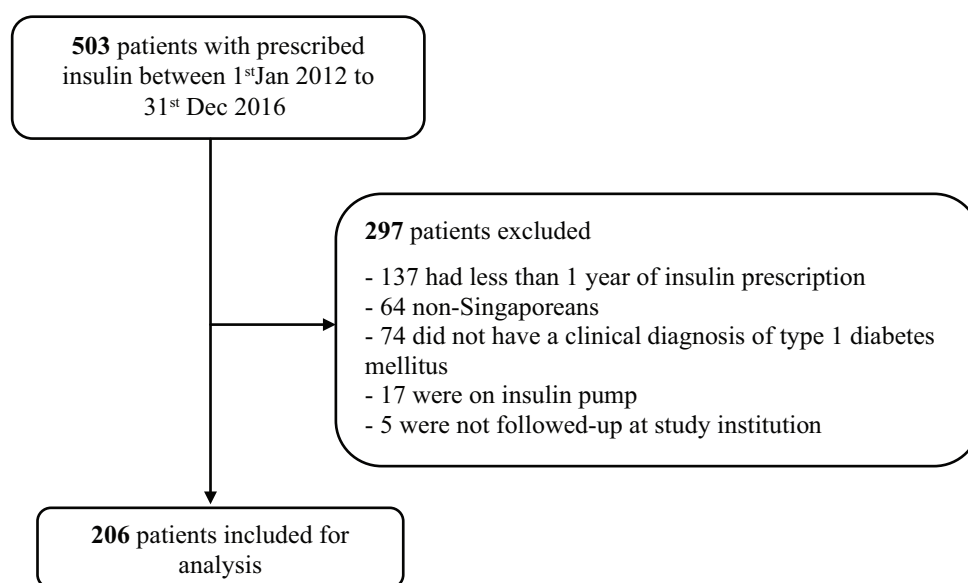 503 patients with prescribed
insulin between 1stJan 2012 to
31st Dec 2016
297 patients excluded
- 137 had less than 1 year of insulin prescription
- 64 non-Singaporeans
- 74 did not have a clinical diagnosis of type 1 diabetes
mellitus
- 17 were on insulin pump
- 5 were not followed-up at study institution
206 patients included for
analysis